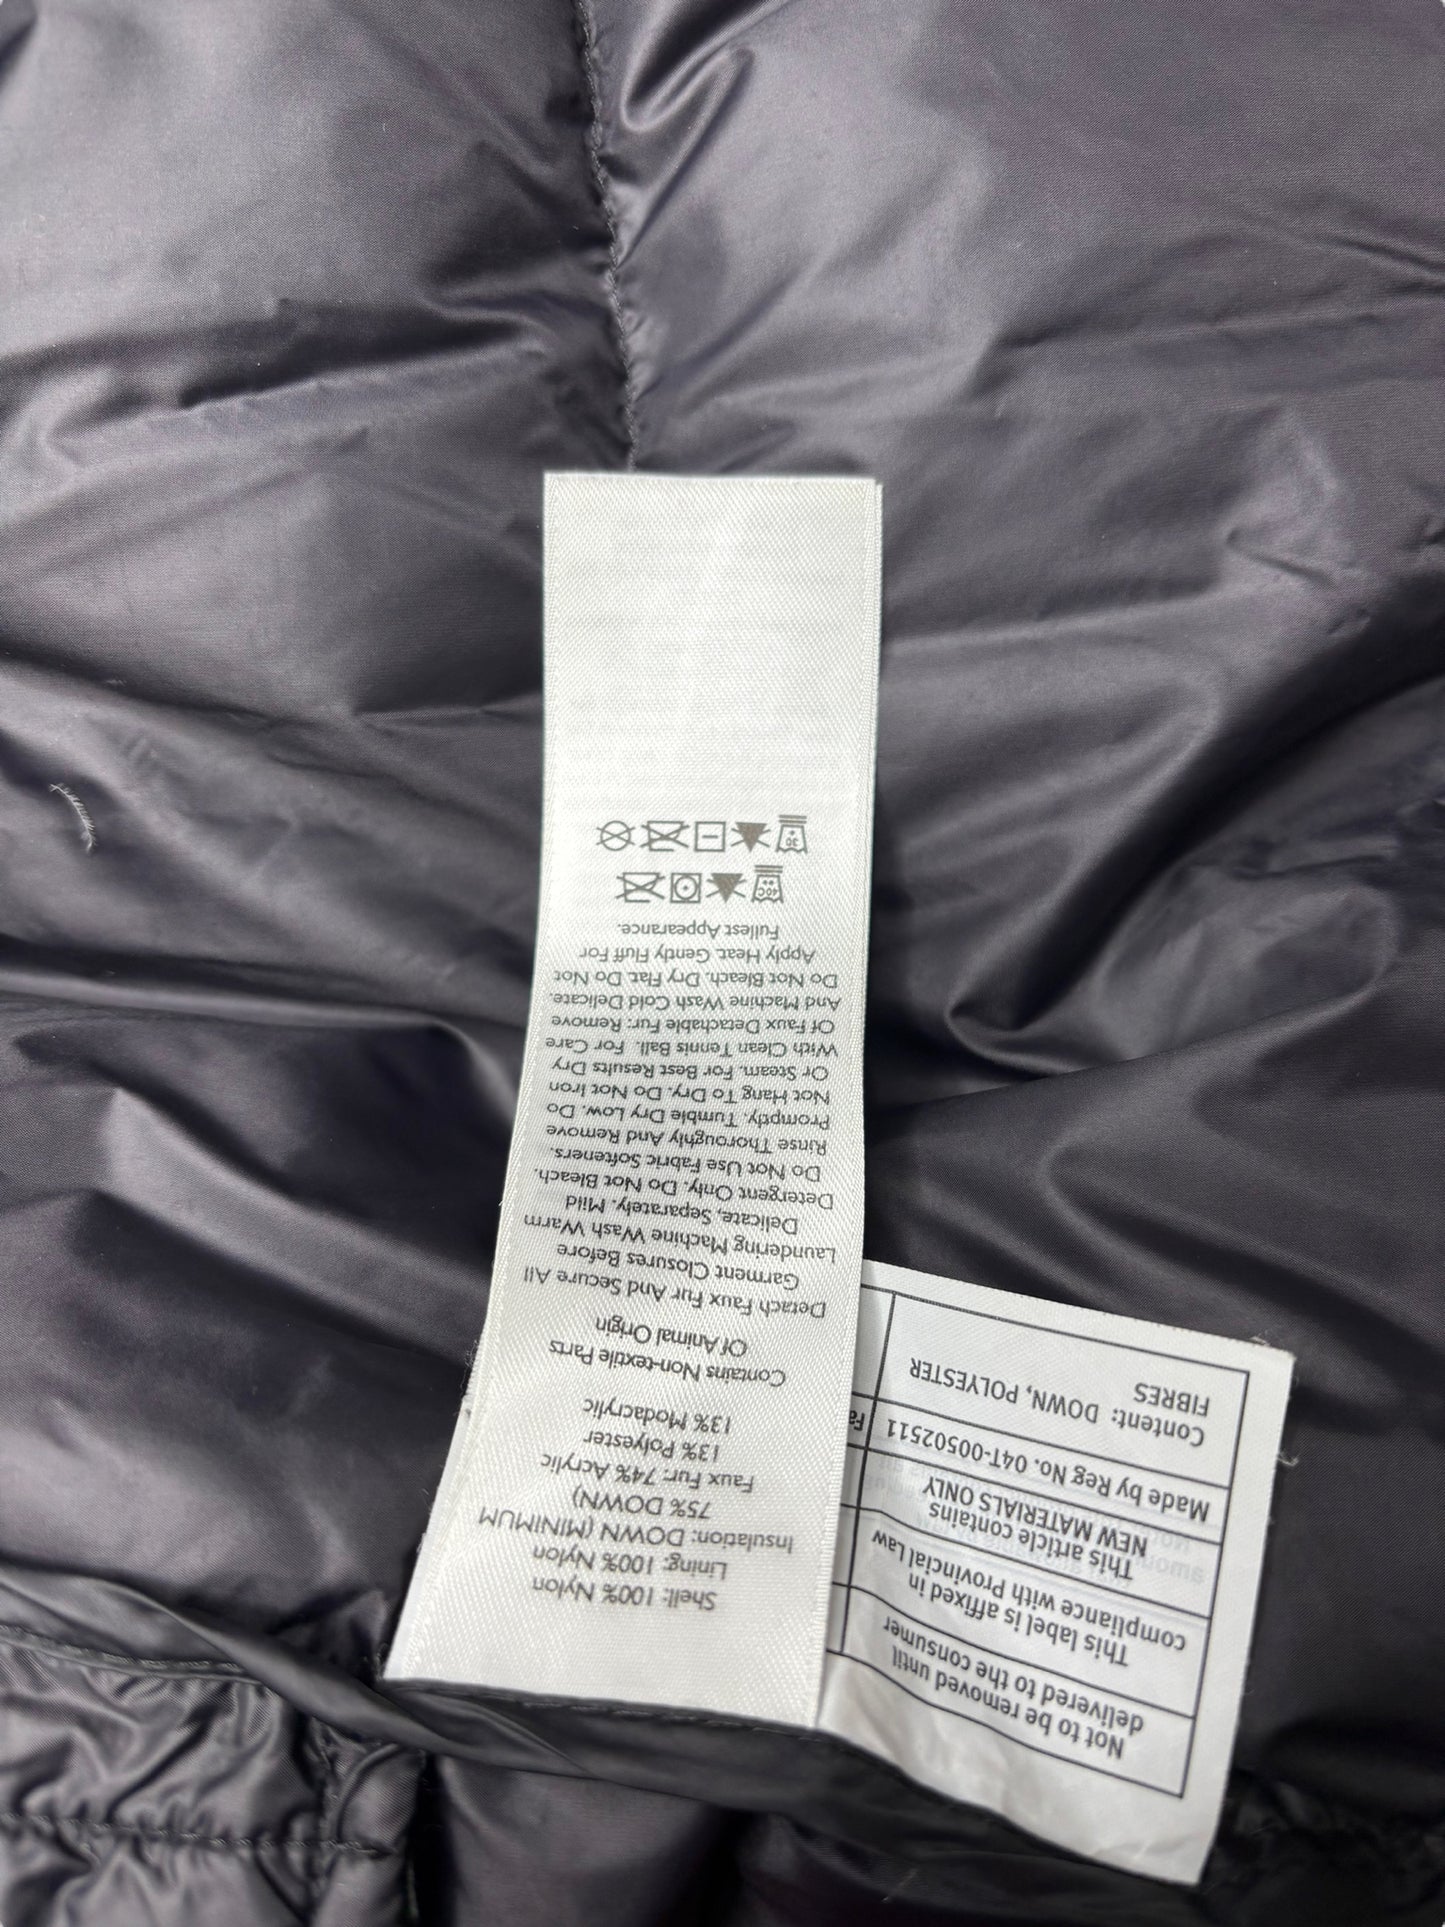 Shell: 100% Nylon
Lining: 100% Nylon
Insulation: DOWN (MINIMUM
75% DOWN)
Faux Fur: 74% Acrylic
13% Polyester
13% Modacrylic
Contains Non-textile Parts
Of Animal Origin
Detach Faux Fur And Secure All
Garment Closures Before
Laundering Machine Wash Warm
Delicate, Separately. Mild
Detergent Only. Do Not Bleach.
Do Not Use Fabric Softeners.
Rinse Thoroughly And Remove
Promptly. Tumble Dry Low. Do
Not Hang To Dry. Do Not Iron
Or Steam. For Best Results Dry
With Clean Tennis Ball. For Care
Of Faux Detachable Fur: Remove
And Machine Wash Cold Delicate.
Do Not Bleach. Dry Flat. Do Not
Apply Heat. Gently Fluff For
Fullest Appearance.
40C
30
Not to be removed until
delivered to the consumer
This label is affixed in
compliance with Provincial Law
This article contains
NEW MATERIALS ONLY
Made by Reg No. 04T-00502511
Content: DOWN, POLYESTER
FIBRES